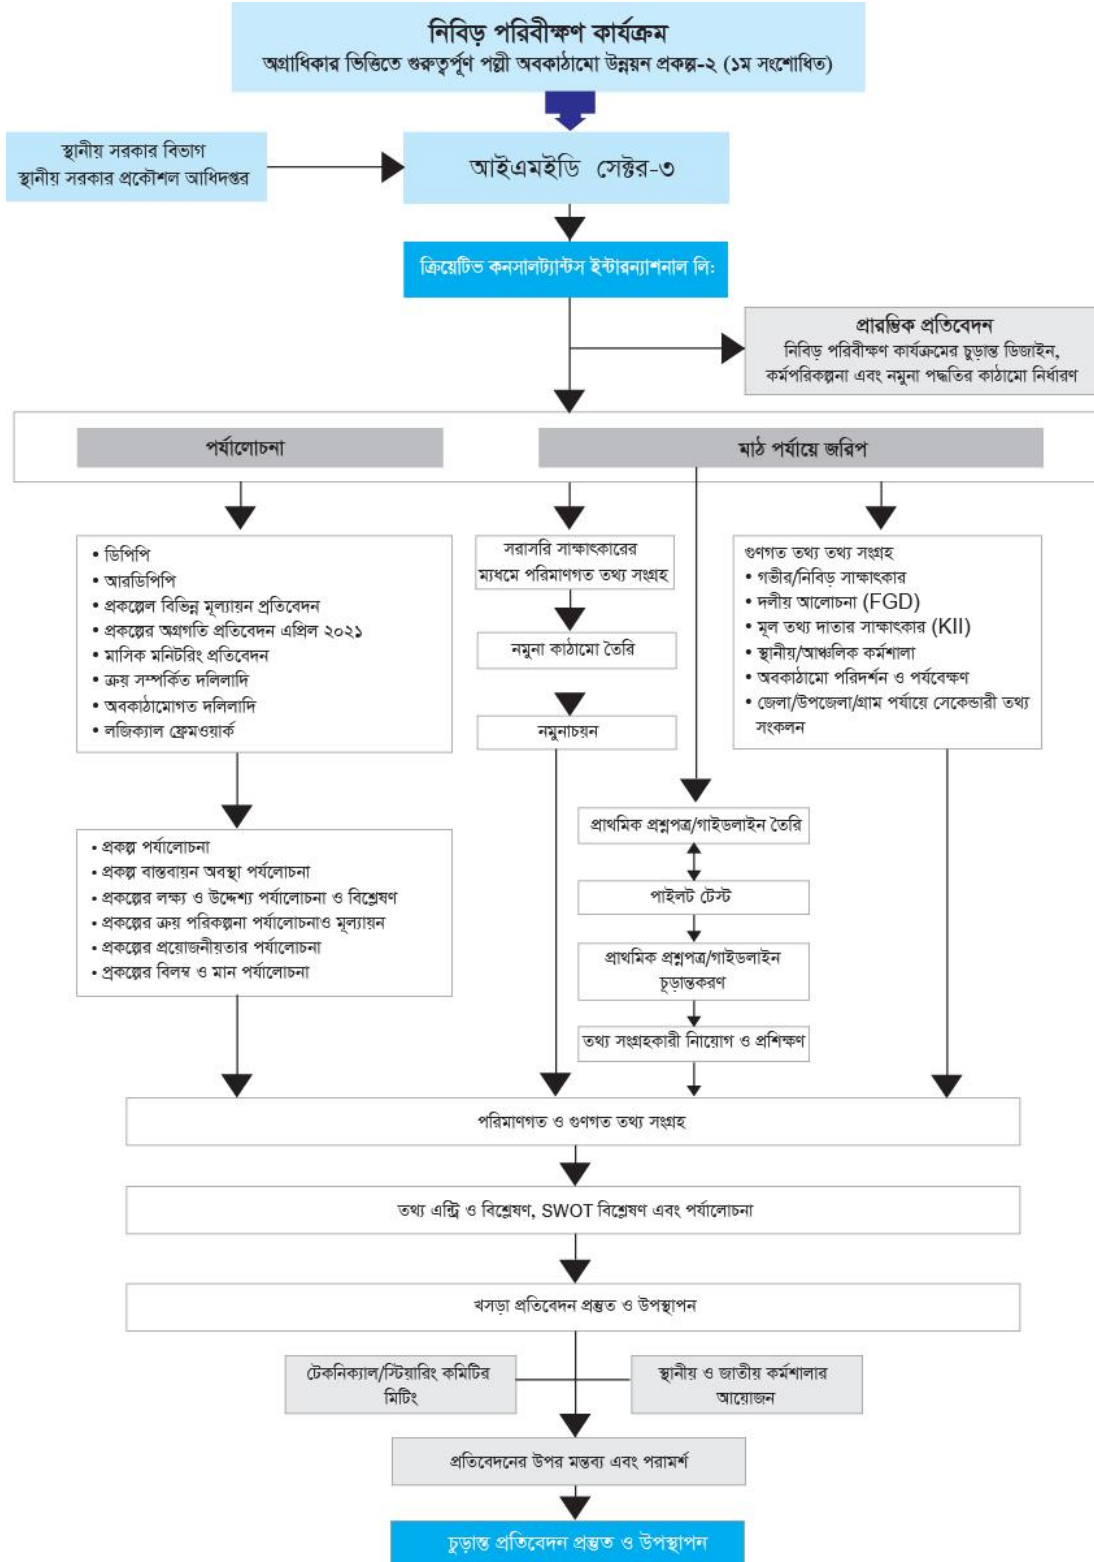 নিবিড় পরিবীক্ষণ কার্যক্রম
অগ্রাধিকার ভিত্তিতে গুরুত্বপূর্ণ পল্লী অবকাঠামো উন্নয়ন প্রকল্প-২ (১ম সংশোধিত)
স্থানীয় সরকার বিভাগ
স্থানীয় সরকার প্রকৌশল আধিদপ্তর
আইএমইডি সেক্টর-৩
ক্রিয়েটিভ কনসালট্যান্টস ইন্টারন্যাশনাল লি:
প্রারম্ভিক প্রতিবেদন
নিবিড় পরিবীক্ষণ কার্যক্রমের চুড়ান্ত ডিজাইন,
কর্মপরিকল্পনা এবং নমুনা পদ্ধতির কাঠামো নির্ধারণ
পর্যালোচনা
মাঠ পর্যায়ে জরিপ
• ডিপিপি
• আরডিপিপি
• প্রকল্পেল বিভিন্ন মূল্যায়ন প্রতিবেদন
• প্রকল্পের অগ্রগতি প্রতিবেদন এপ্রিল ২০২১
• মাসিক মনিটরিং প্রতিবেদন
• ক্রয় সম্পর্কিত দলিলাদি
• অবকাঠামোগত দলিলাদি
• লজিক্যাল ফ্রেমওয়ার্ক
সরাসরি সাক্ষাৎকারের
ম্যধমে পরিমাণগত তথ্য সংগ্রহ
নমুনা কাঠামো তৈরি
নমুনাচয়ন
গুণগত তথ্য তথ্য সংগ্রহ
• গভীর/নিবিড় সাক্ষাৎকার
• দলীয় আলোচনা (FGD)
• মূল তথ্য দাতার সাক্ষাৎকার (KII)
• স্থানীয়/আঞ্চলিক কর্মশালা
• অবকাঠামো পরিদর্শন ও পর্যবেক্ষণ
• জেলা/উপজেলা/গ্রাম পর্যায়ে সেকেন্ডারী তথ্য
সংকলন
• প্রকল্প পর্যালোচনা
• প্রকল্প বাস্তবায়ন অবস্থা পর্যলোচনা
• প্রকল্পের লক্ষ্য ও উদ্দেশ্য পর্যালোচনা ও বিশ্লেষণ
• প্রকল্পের ক্রয় পরিকল্পনা পর্যালোচনাও মূল্যায়ন
• প্রকল্পের প্রয়োজনীয়তার পর্যালোচনা
• প্রকল্পের বিলম্ব ও মান পর্যালোচনা
প্রাথমিক প্রশ্নপত্র/গাইডলাইন তৈরি
পাইলট টেস্ট
প্রাথমিক প্রশ্নপত্র/গাইডলাইন
চূড়ান্তকরণ
তথ্য সংগ্রহকারী নিায়োগ ও প্রশিক্ষণ
পরিমাণগত ও গুণগত তথ্য সংগ্রহ
তথ্য এন্ট্রি ও বিশ্লেষণ, SWOT বিশ্লেষণ এবং পর্যালোচনা
খসড়া প্রতিবেদন প্রস্তুত ও উপস্থাপন
টেকনিক্যাল/স্টিয়ারিং কমিটির
মিটিং
স্থানীয় ও জাতীয় কর্মশালার
আয়োজন
প্রতিবেদনের উপর মন্তব্য এবং পরামর্শ
চুড়ান্ত প্রতিবেদন প্রস্তুত ও উপস্থাপন